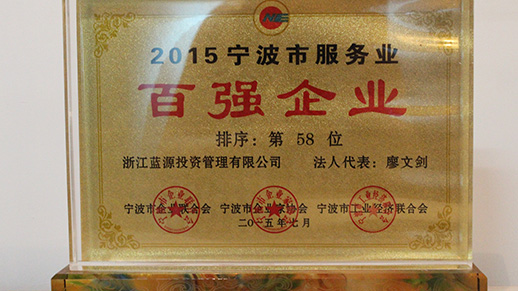 2015宁波市服务业
百强企业
排序：第 58 位
浙江蓝源投资管理有限公司 法人代表：廖文剑
宁波市企业联合会 宁波市企业家协会 宁波市工业经济联合会
二〇一五年七月